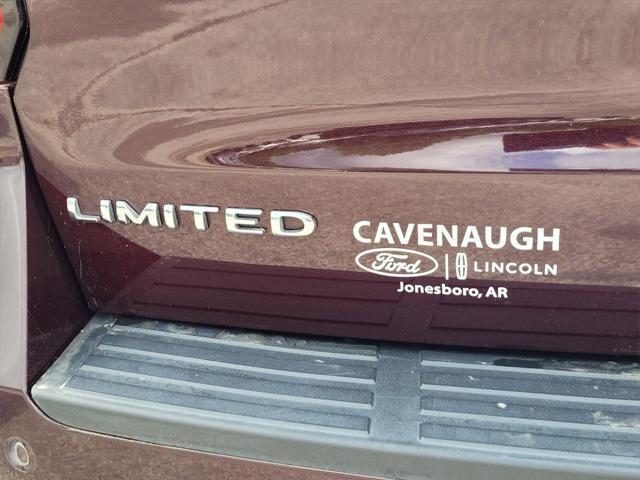 LIMITED
CAVENAUGH
Ford | LINCOLN
Jonesboro, AR